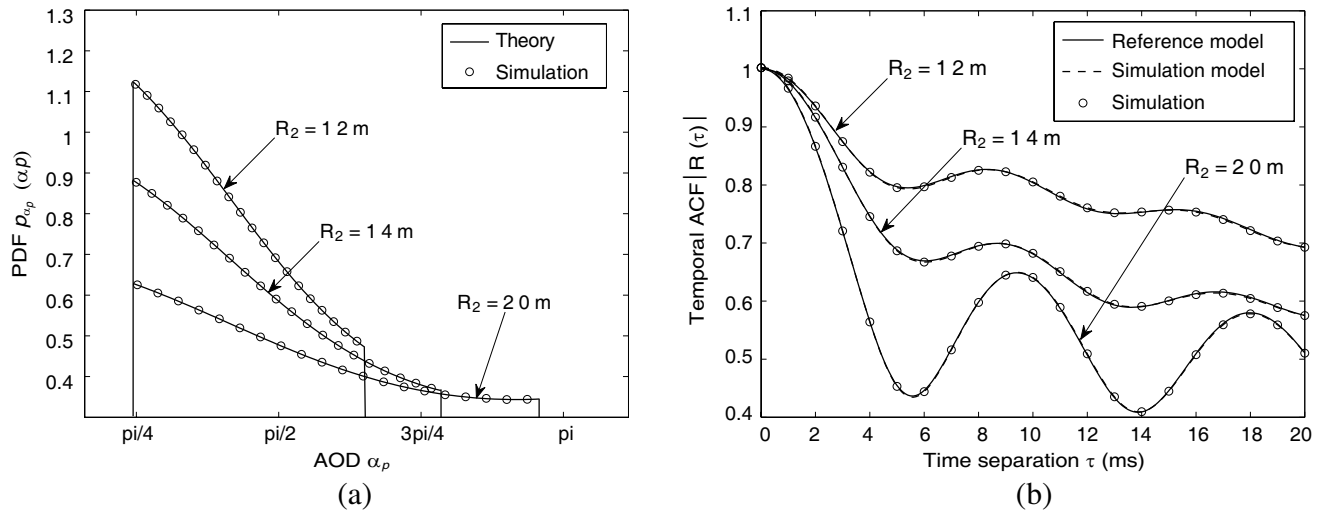 1.3
1.2
1.1
1
0.9
0.8
0.7
0.6
0.5
0.4
PDF p_{α_p} (αp)
Theory
Simulation
R₂ = 1 2 m
R₂ = 1 4 m
R₂ = 2 0 m
pi/4
pi/2
3pi/4
pi
AOD α_p
(a)
1.1
1
0.9
0.8
0.7
0.6
0.5
0.4
Temporal ACF | R (τ) |
Reference model
Simulation model
Simulation
R₂ = 1 2 m
R₂ = 1 4 m
R₂ = 2 0 m
0
2
4
6
8
10
12
14
16
18
20
Time separation τ (ms)
(b)